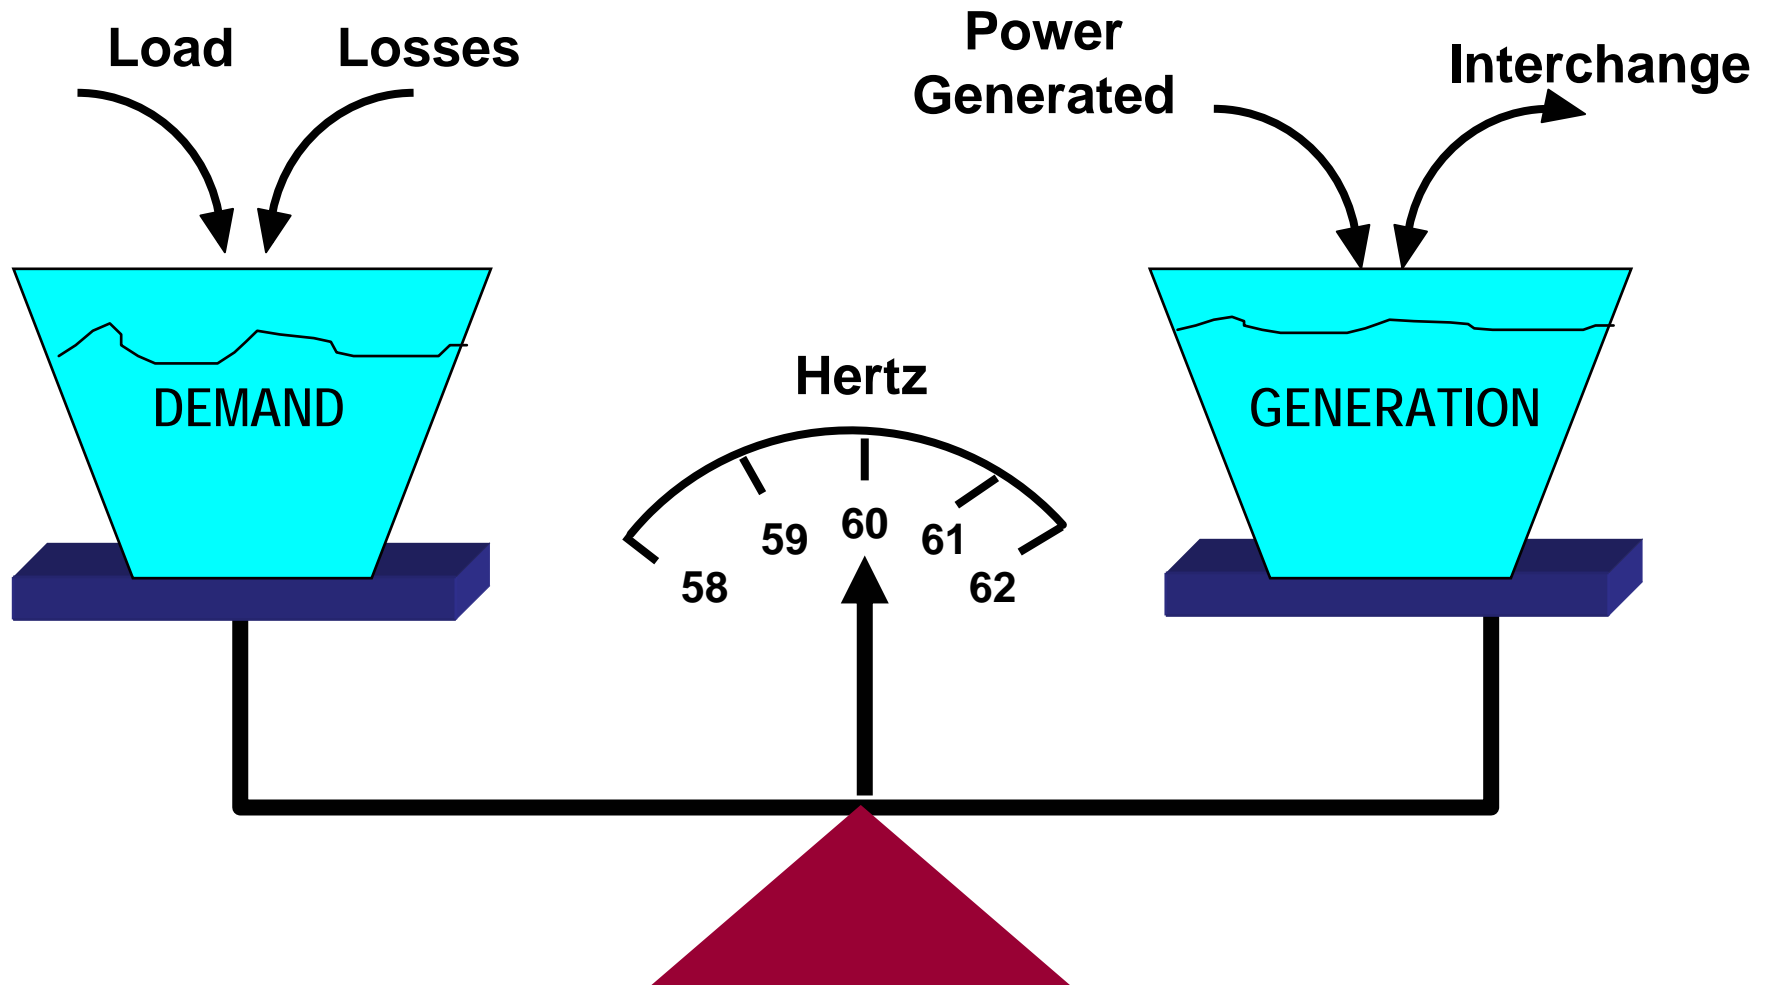 Load
Losses
Power
Generated
Interchange
Hertz
DEMAND
GENERATION
58
59
60
61
62